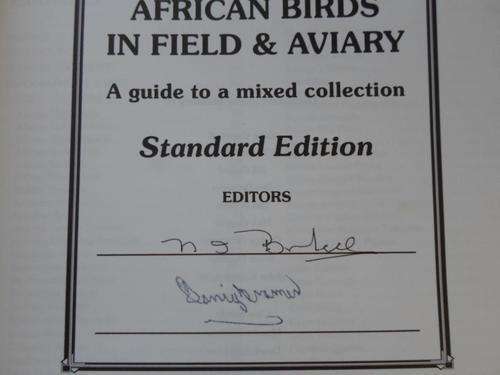 AFRICAN BIRDS
IN FIELD & AVIARY
A guide to a mixed collection
Standard Edition
EDITORS